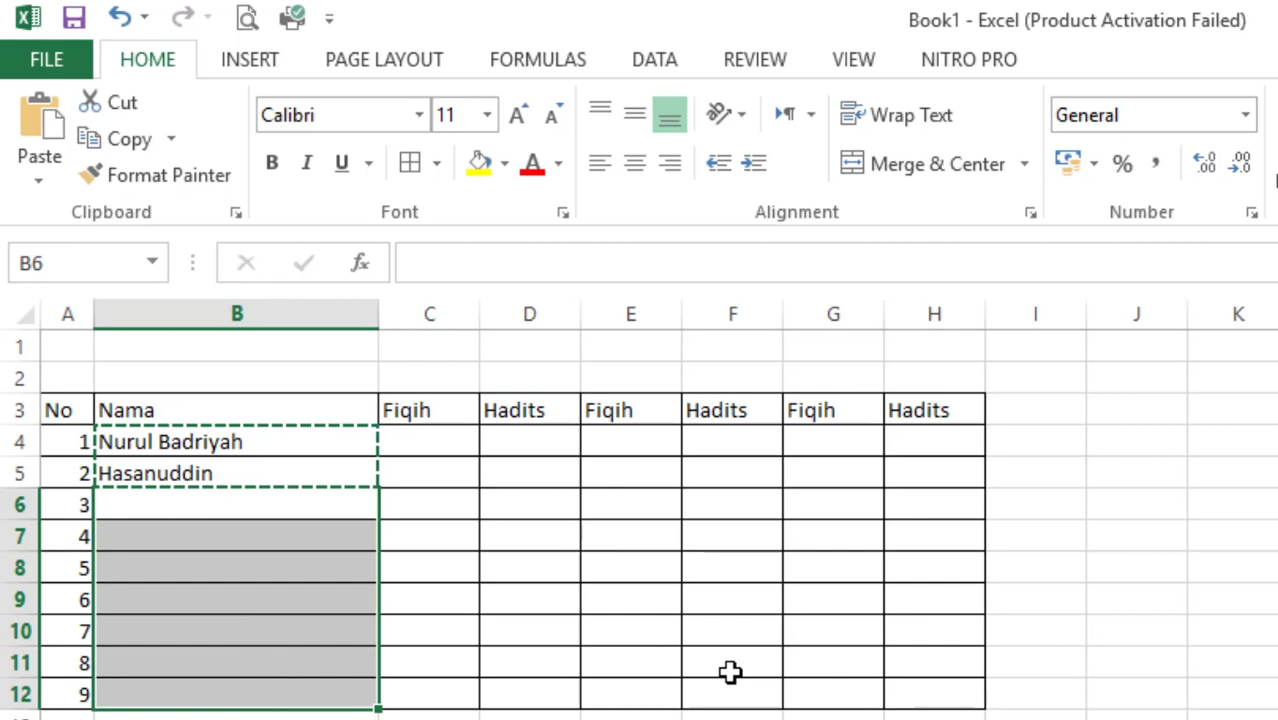 Book1 - Excel (Product Activation Failed)
FILE HOME INSERT PAGE LAYOUT FORMULAS DATA REVIEW VIEW NITRO PRO
Cut
Copy
Format Painter
Paste
Clipboard
Calibri 11
B I U
Font
Wrap Text
Merge & Center
Alignment
General
% ,
Number
B6 fx
A B C D E F G H I J K
1
2
3 No Nama Fiqih Hadits Fiqih Hadits Fiqih Hadits
4 1 Nurul Badriyah
5 2 Hasanuddin
6 3
7 4
8 5
9 6
10 7
11 8
12 9